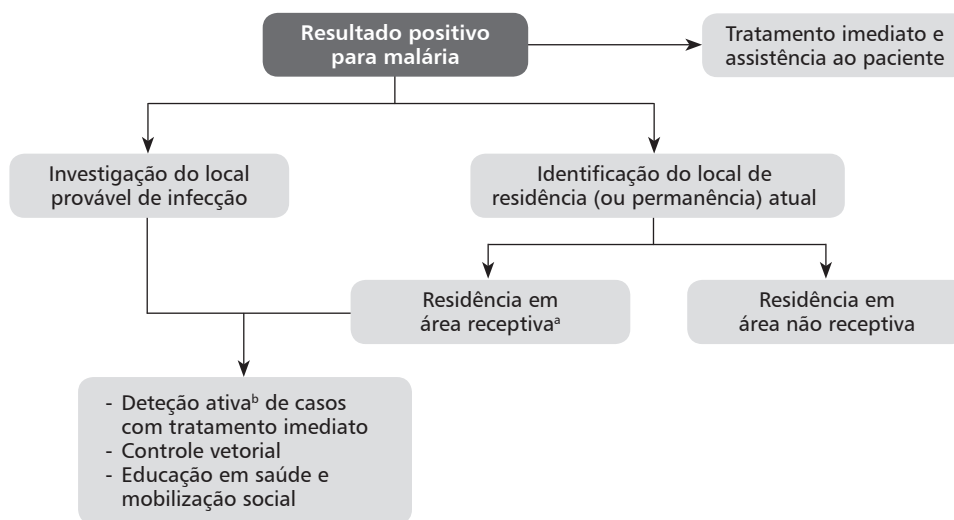 Resultado positivo
para malária
Tratamento imediato e
assistência ao paciente
Investigação do local
provável de infecção
Identificação do local de
residência (ou permanência) atual
Residência em
área receptivaᵃ
Residência em
área não receptiva
- Deteção ativaᵇ de casos
com tratamento imediato
- Controle vetorial
- Educação em saúde e
mobilização social